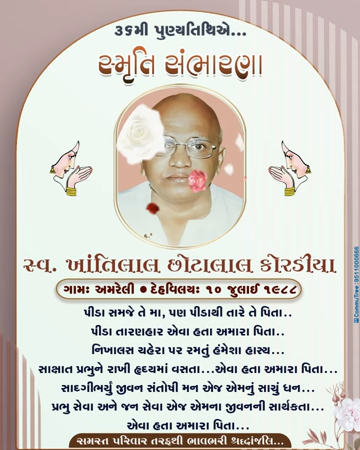 ૩૬મી પુણ્યતિથિએ...
સ્મૃતિ સંભારણા
સ્વ. ખાંતિલાલ છોટાલાલ કોરડીયા
ગામઃ અમરેલી ● દેહવિલયઃ ૧૦ જુલાઈ ૧૯૮૮
પીડા સમજે તે મા, પણ પીડાથી તારે તે પિતા..
પીડા તારણહાર એવા હતા અમારા પિતા..
નિખાલસ ચહેરા પર રમતું હંમેશા હાસ્ય...
સાક્ષાત પ્રભુને રાખી હૃદયમાં વસતા...એવા હતા અમારા પિતા...
સાદગીભર્યુ જીવન સંતોષી મન એજ એમનું સાચું ધન...
પ્રભુ સેવા અને જન સેવા એજ એમના જીવનની સાર્થકતા...
એવા હતા અમારા પિતા...
સમસ્ત પરિવાર તરફથી ભાવભરી શ્રદ્ધાંજલિ...
CommuTree: 9511000666